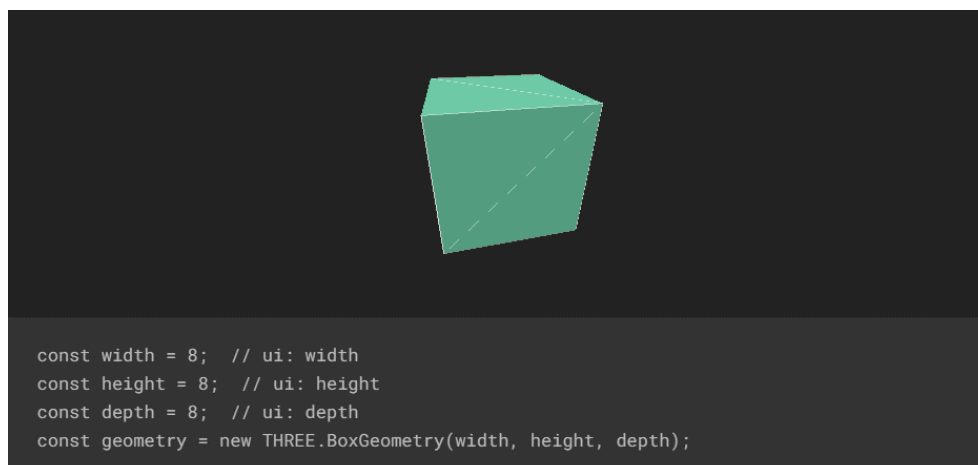 const width = 8;  // ui: width
const height = 8;  // ui: height
const depth = 8;  // ui: depth
const geometry = new THREE.BoxGeometry(width, height, depth);